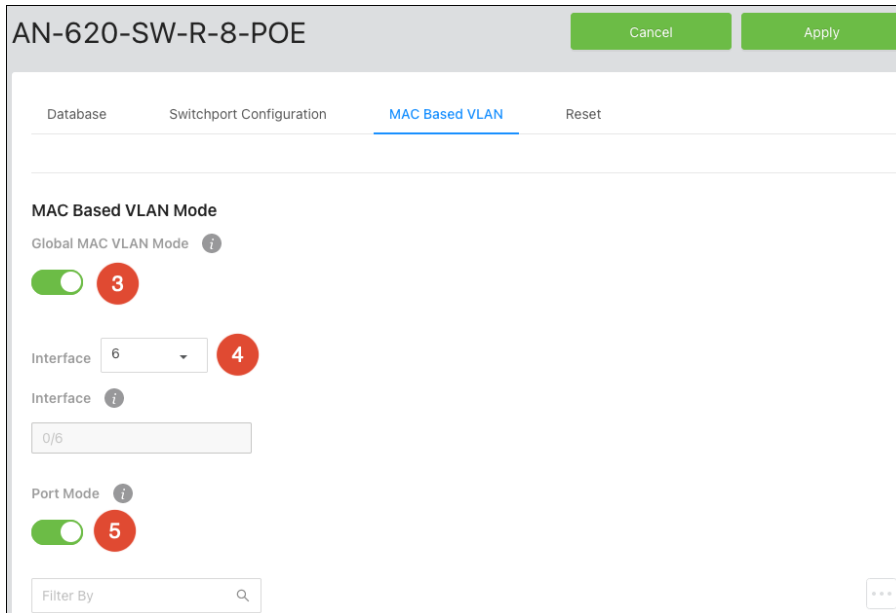 AN-620-SW-R-8-POE
Cancel
Apply
Database
Switchport Configuration
MAC Based VLAN
Reset
MAC Based VLAN Mode
Global MAC VLAN Mode i
3
Interface 6 4
Interface i
0/6
Port Mode i
5
Filter By